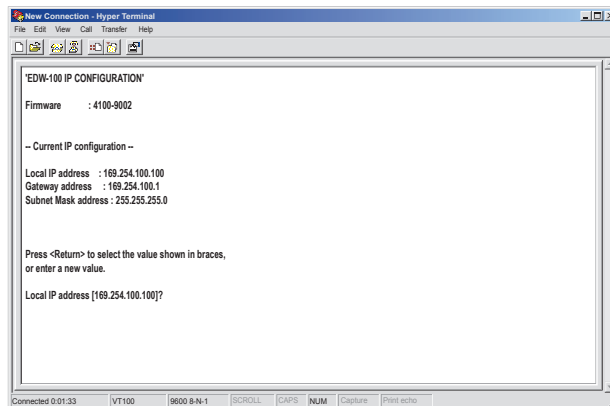 New Connection - Hyper Terminal
File Edit View Call Transfer Help
'EDW-100 IP CONFIGURATION'
Firmware : 4100-9002
-- Current IP configuration --
Local IP address : 169.254.100.100
Gateway address : 169.254.100.1
Subnet Mask address : 255.255.255.0
Press <Return> to select the value shown in braces,
or enter a new value.
Local IP address [169.254.100.100]?
Connected 0:01:33 VT100 9600 8-N-1 SCROLL CAPS NUM Capture Print echo